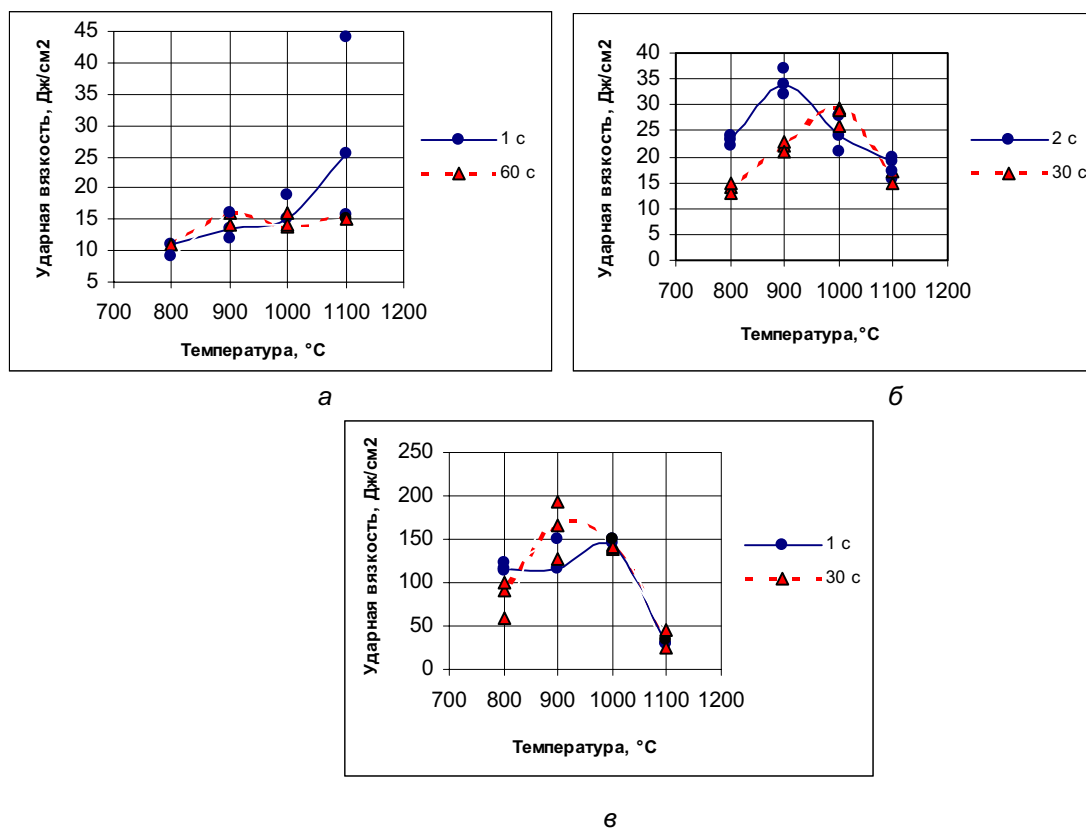 Ударная вязкость, Дж/см2
45
40
35
30
25
20
15
10
5
700 800 900 1000 1100 1200
Температура, °С
1 с
60 с
а
Ударная вязкость, Дж/см2
40
35
30
25
20
15
10
5
0
700 800 900 1000 1100 1200
Температура,°С
2 с
30 с
б
Ударная вязкость, Дж/см2
250
200
150
100
50
0
700 800 900 1000 1100 1200
Температура, °С
1 с
30 с
в